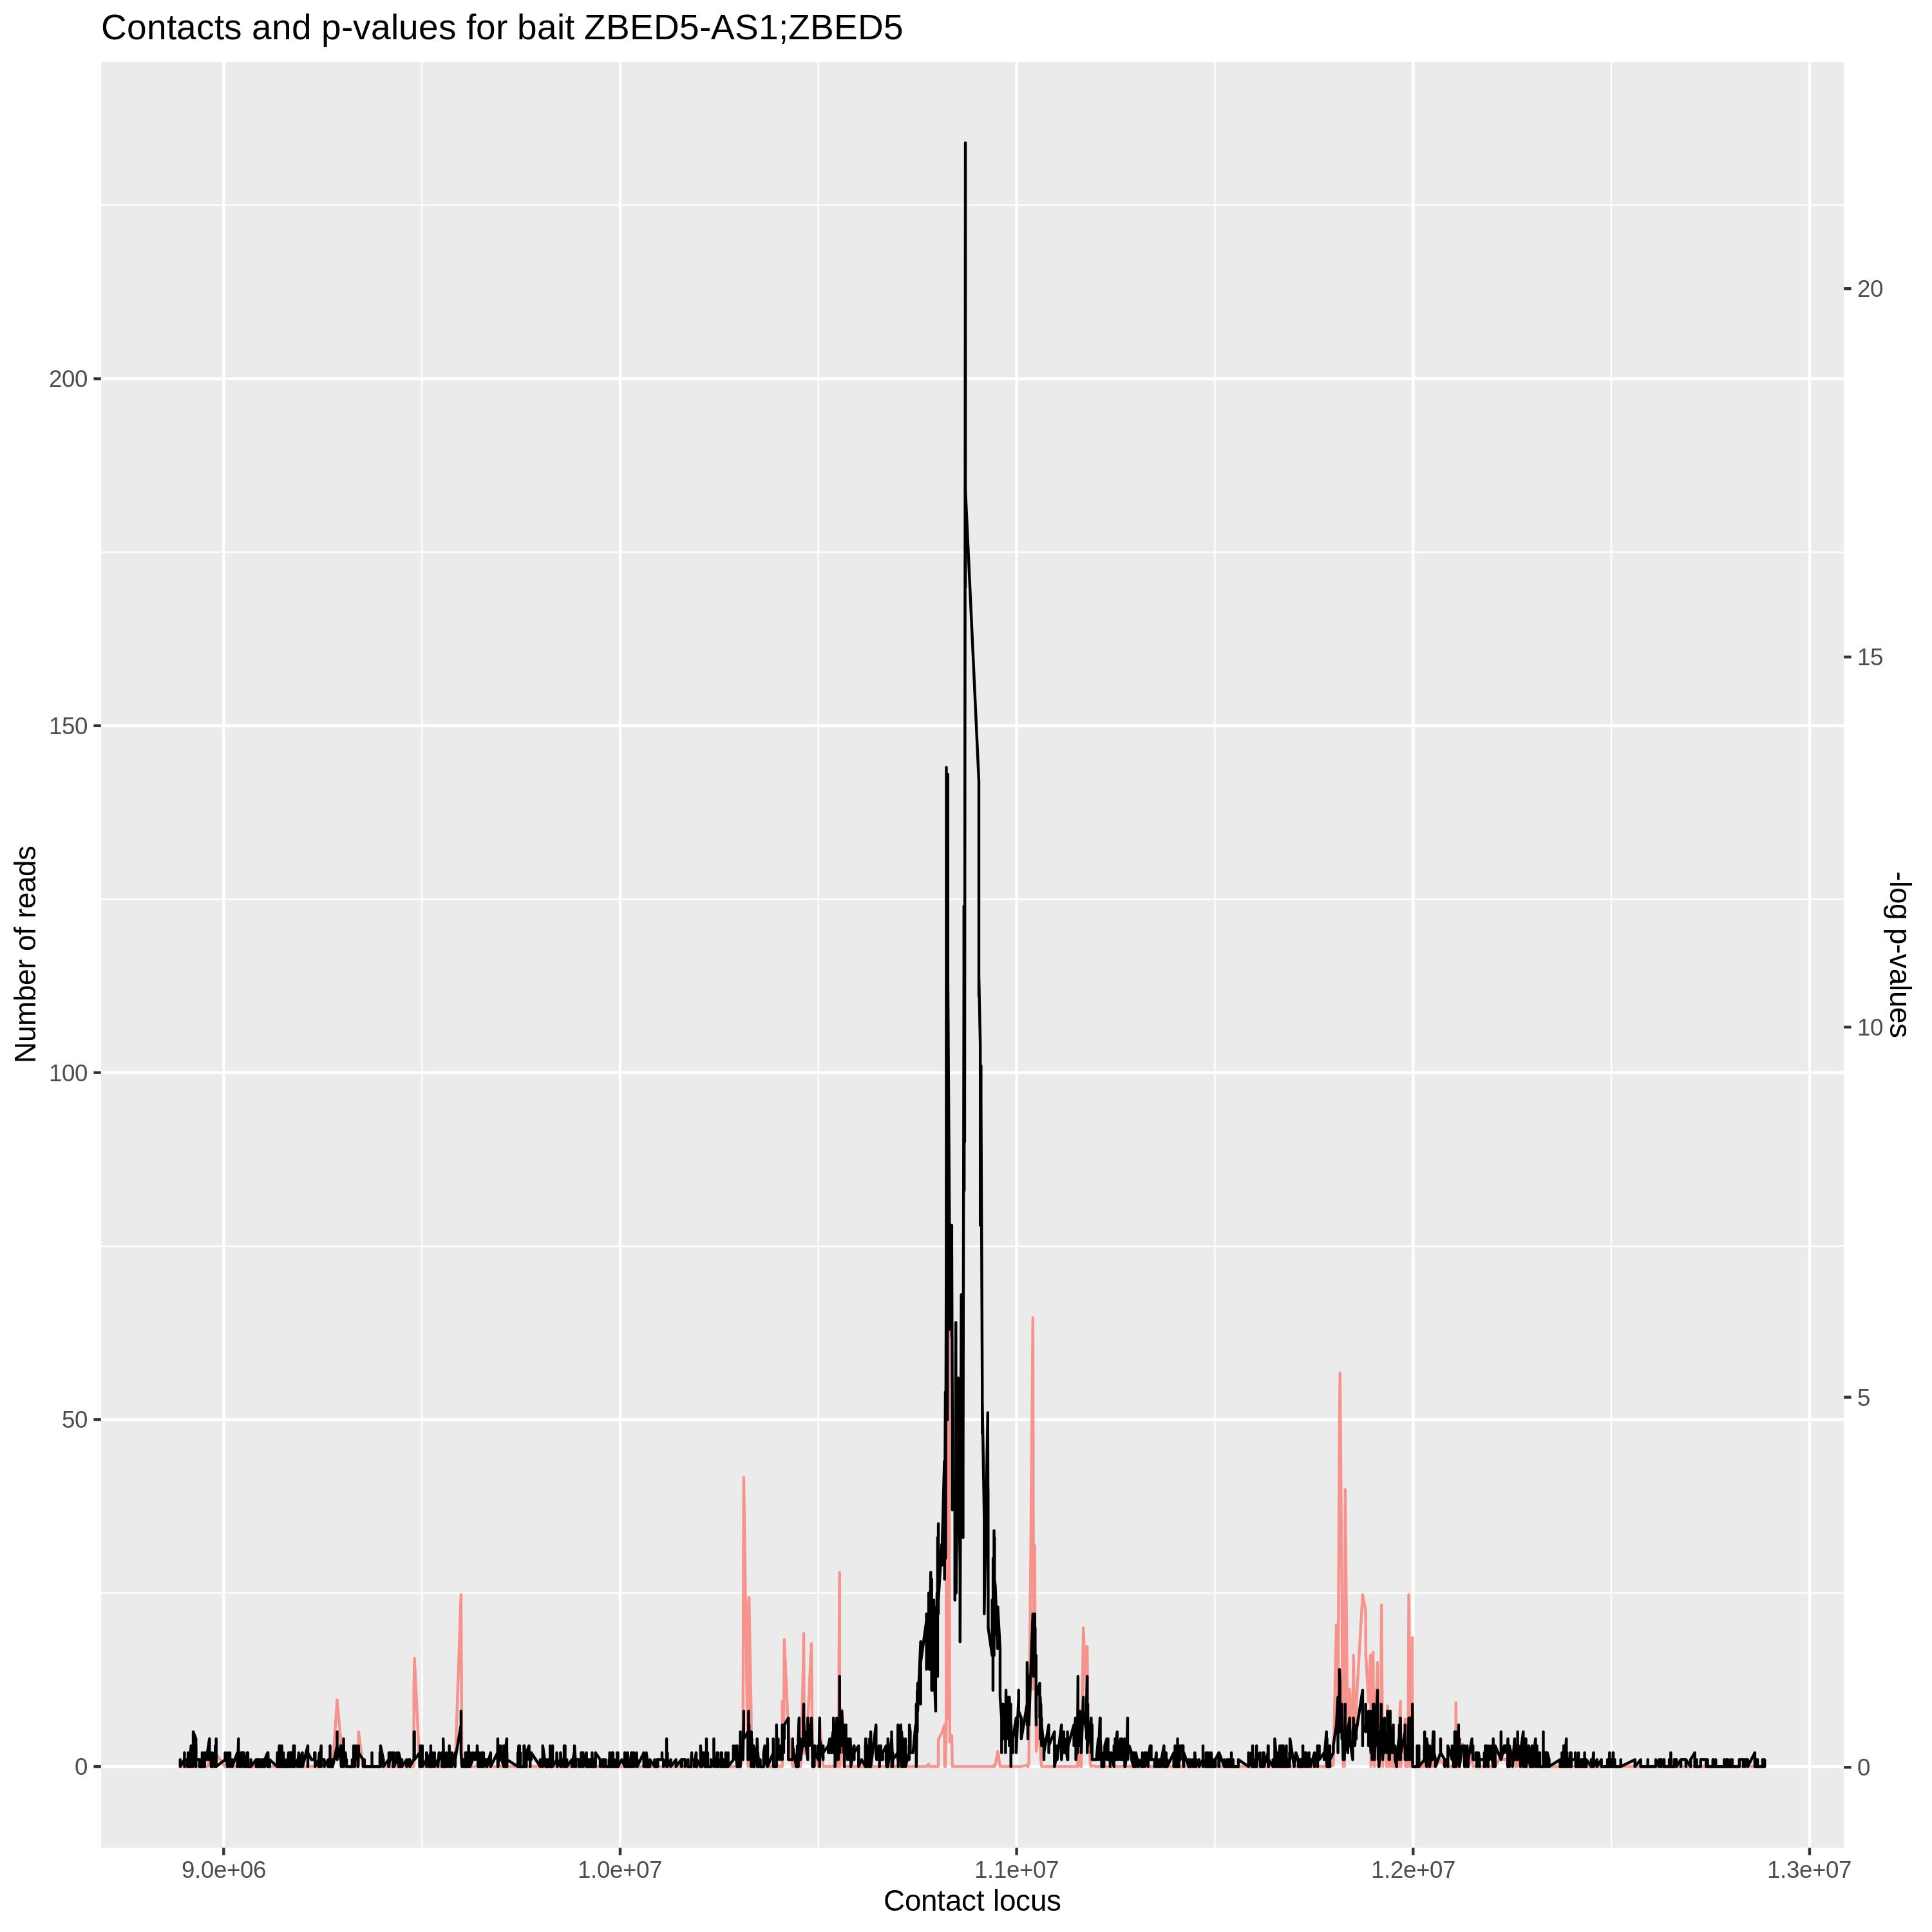 Contacts and p-values for bait ZBED5-AS1;ZBED5
Number of reads
200
150
100
50
0
20
15
10
5
0
-log p-values
9.0e+06 1.0e+07 1.1e+07 1.2e+07 1.3e+07
Contact locus